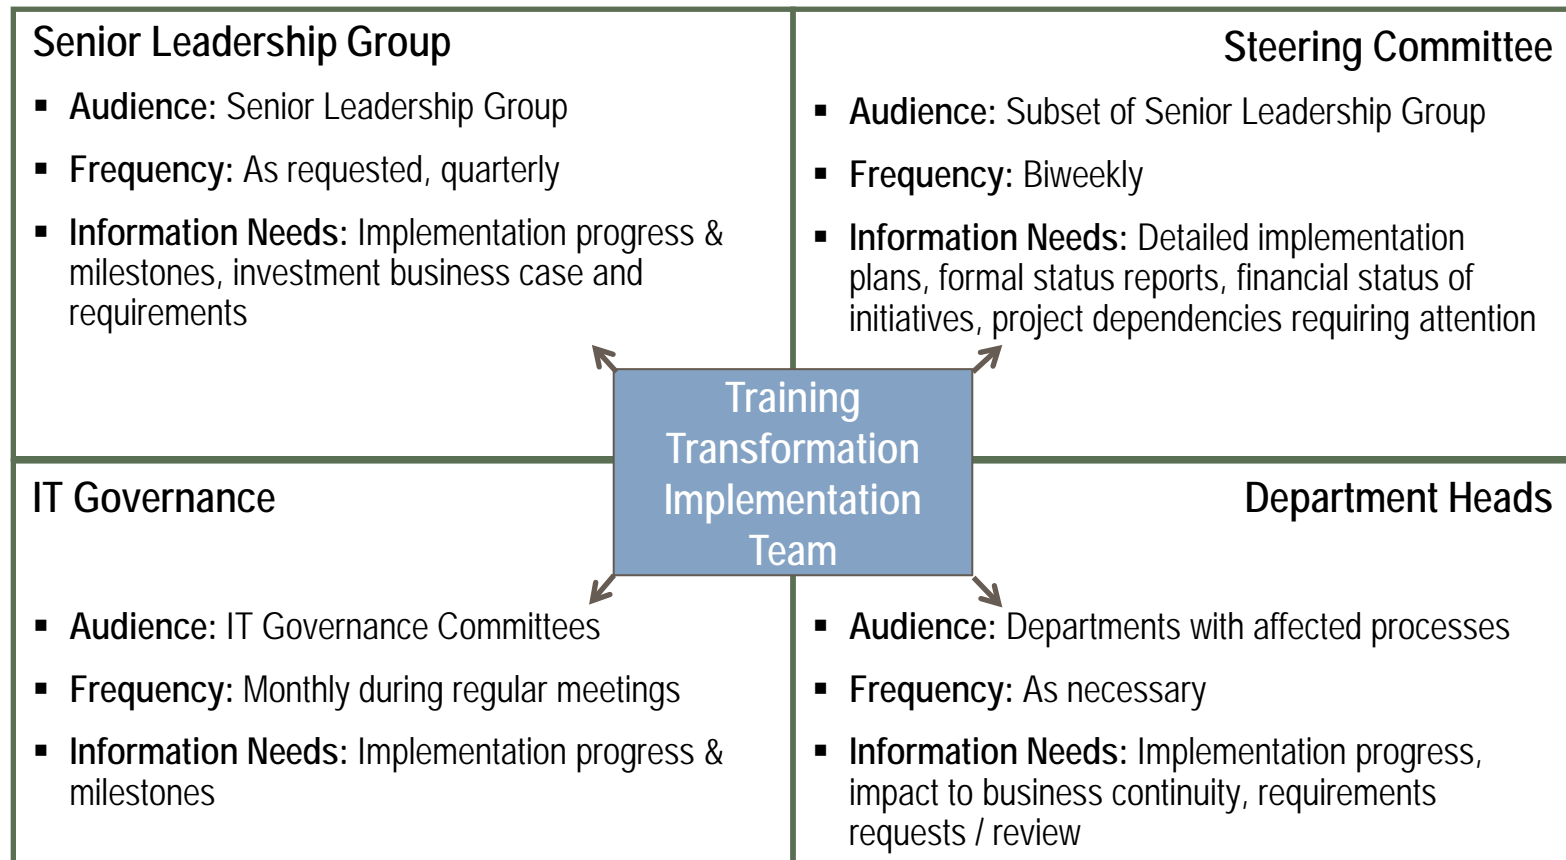 Senior Leadership Group
▪ Audience: Senior Leadership Group
▪ Frequency: As requested, quarterly
▪ Information Needs: Implementation progress &
milestones, investment business case and
requirements
Steering Committee
▪ Audience: Subset of Senior Leadership Group
▪ Frequency: Biweekly
▪ Information Needs: Detailed implementation
plans, formal status reports, financial status of
initiatives, project dependencies requiring attention
Training
Transformation
Implementation
Team
IT Governance
▪ Audience: IT Governance Committees
▪ Frequency: Monthly during regular meetings
▪ Information Needs: Implementation progress &
milestones
Department Heads
▪ Audience: Departments with affected processes
▪ Frequency: As necessary
▪ Information Needs: Implementation progress,
impact to business continuity, requirements
requests / review